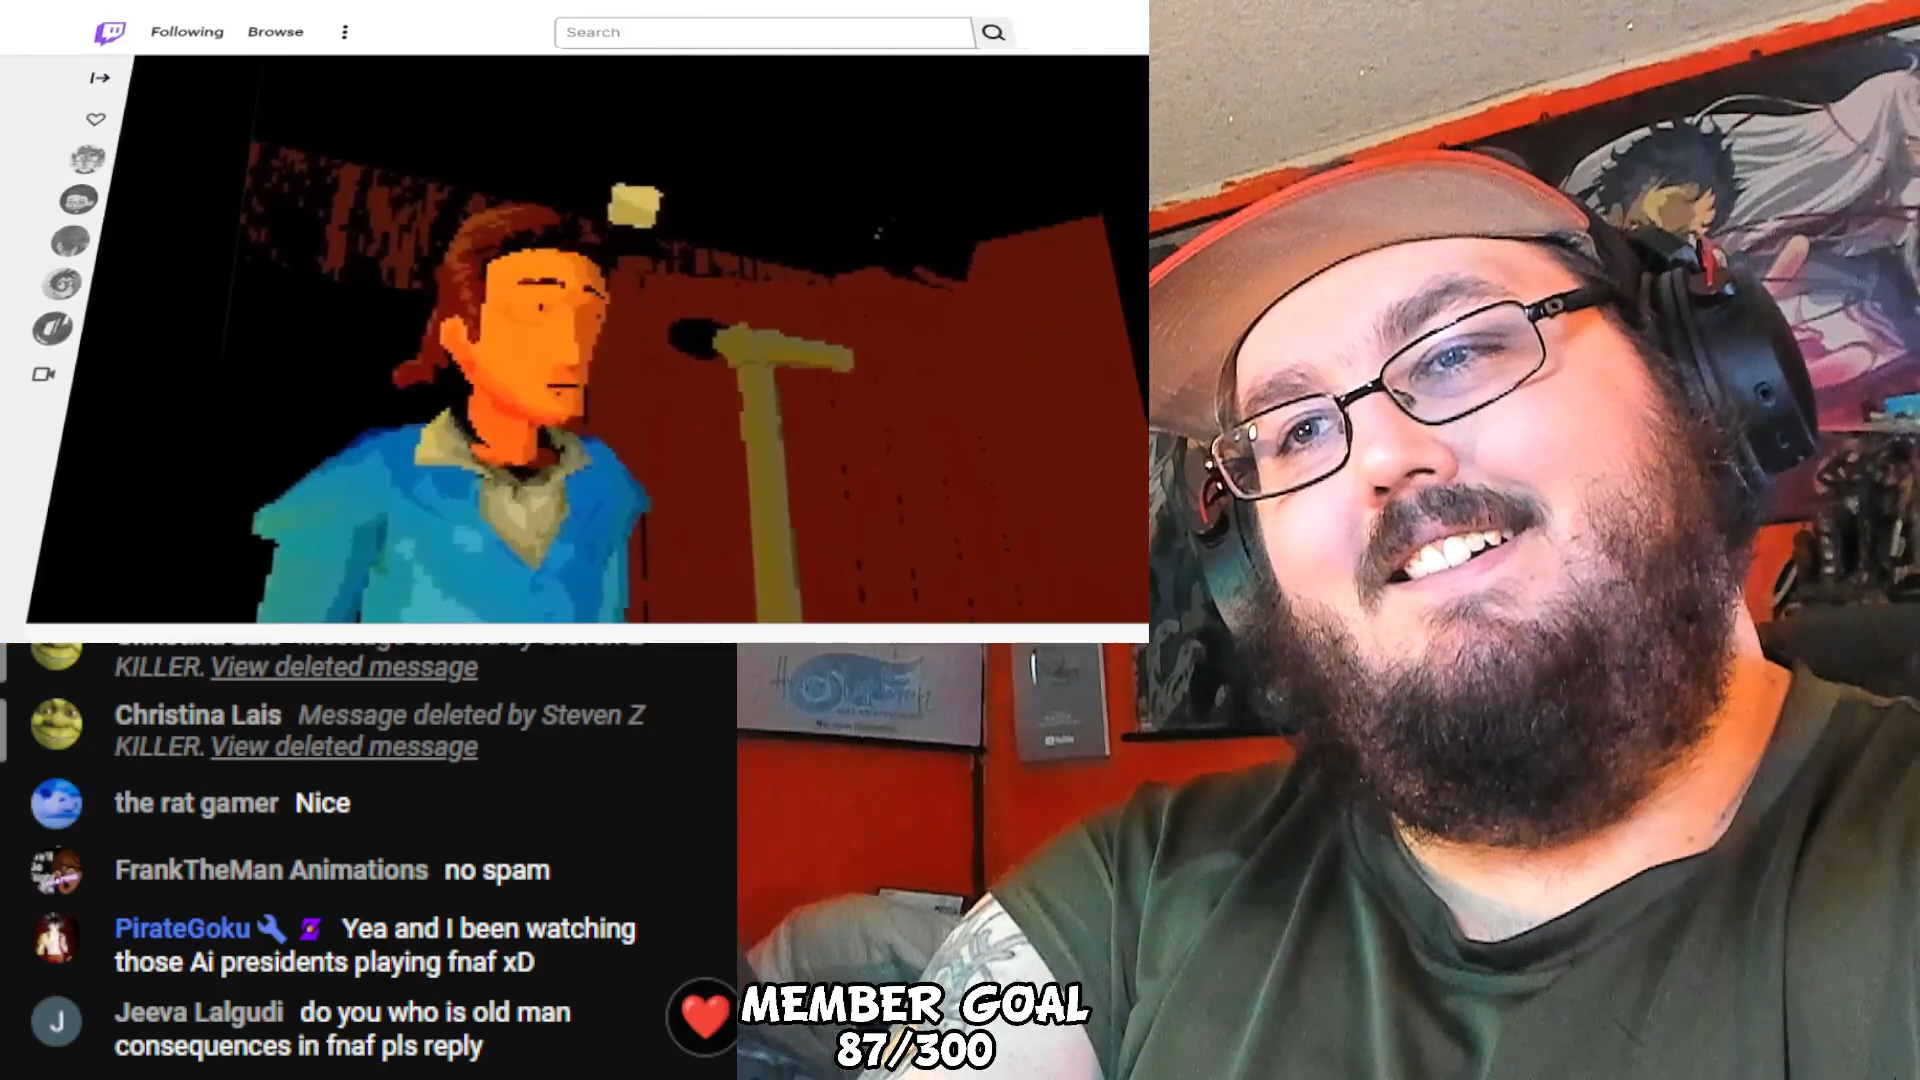 Following Browse
Search
KILLER. View deleted message
Christina Lais Message deleted by Steven Z
KILLER. View deleted message
the rat gamer Nice
FrankTheMan Animations no spam
PirateGoku Yea and I been watching
those Ai presidents playing fnaf xD
J
Jeeva Lalgudi do you who is old man
consequences in fnaf pls reply
MEMBER GOAL
87/300